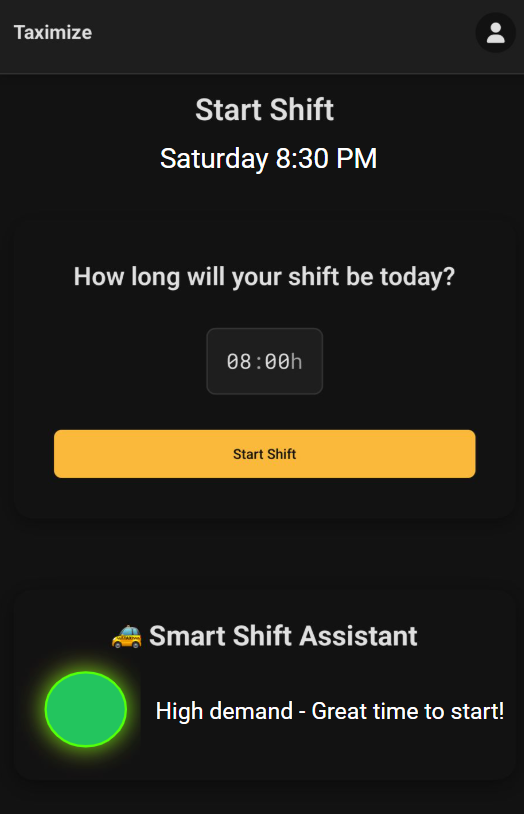 Taximize
Start Shift
Saturday 8:30 PM
How long will your shift be today?
08:00h
Start Shift
🚕 Smart Shift Assistant
High demand - Great time to start!